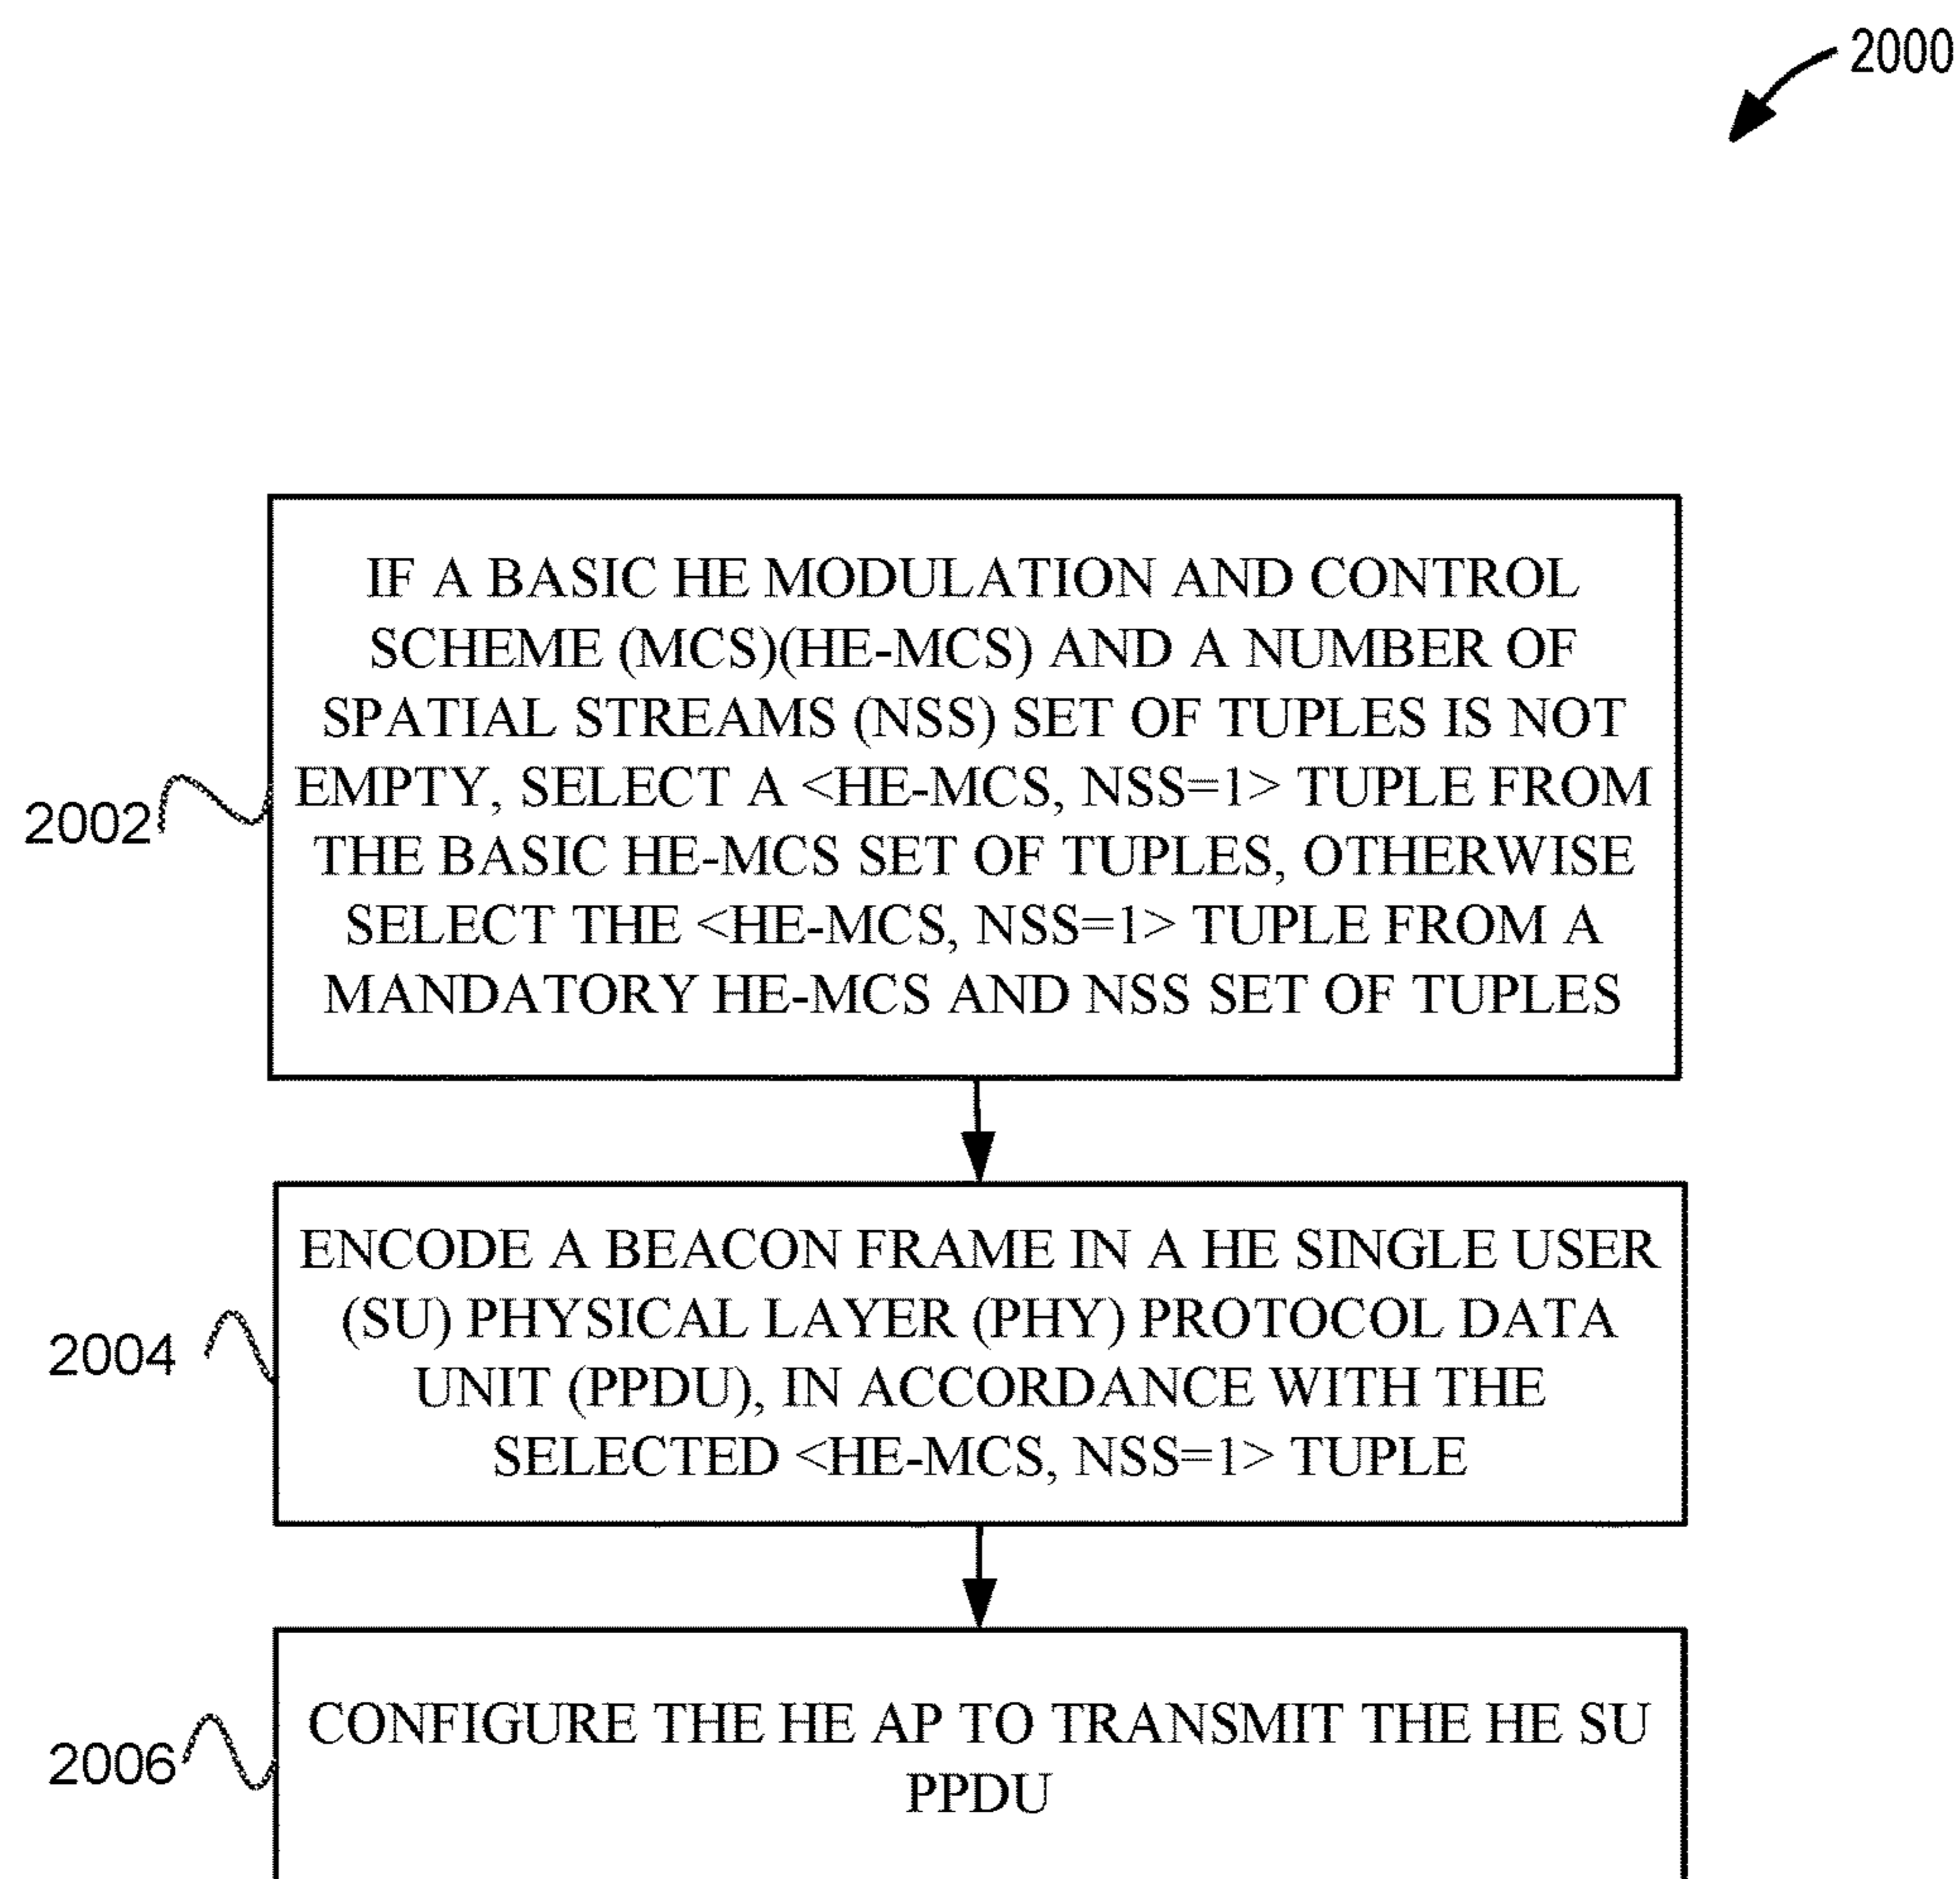 2000
IF A BASIC HE MODULATION AND CONTROL
SCHEME (MCS)(HE-MCS) AND A NUMBER OF
SPATIAL STREAMS (NSS) SET OF TUPLES IS NOT
EMPTY, SELECT A <HE-MCS, NSS=1> TUPLE FROM
THE BASIC HE-MCS SET OF TUPLES, OTHERWISE
SELECT THE <HE-MCS, NSS=1> TUPLE FROM A
MANDATORY HE-MCS AND NSS SET OF TUPLES
2002
ENCODE A BEACON FRAME IN A HE SINGLE USER
(SU) PHYSICAL LAYER (PHY) PROTOCOL DATA
UNIT (PPDU), IN ACCORDANCE WITH THE
SELECTED <HE-MCS, NSS=1> TUPLE
2004
CONFIGURE THE HE AP TO TRANSMIT THE HE SU
PPDU
2006